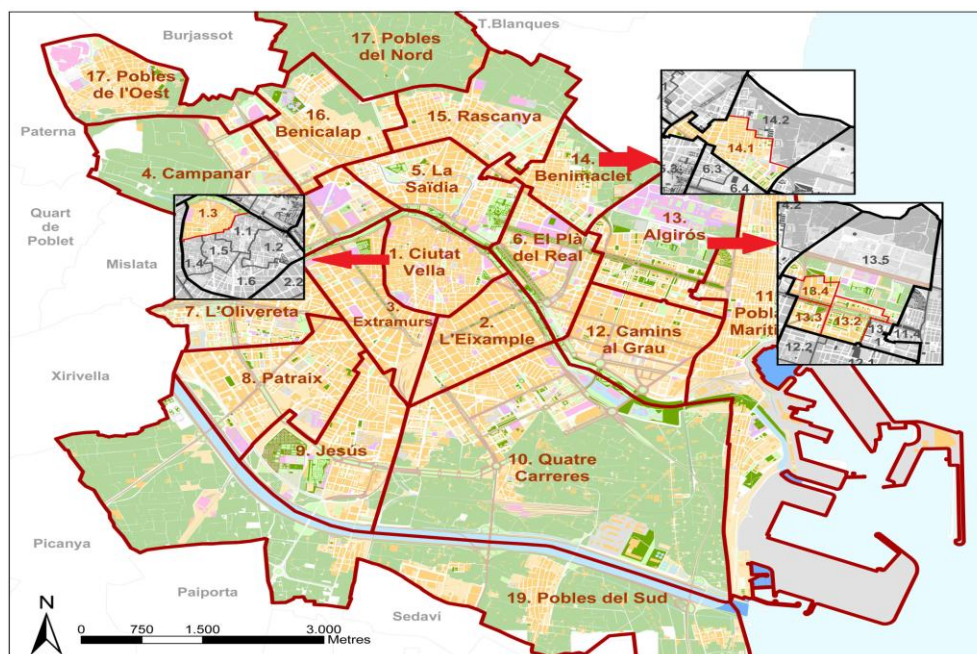 T.Blanques
Burjassot
17. Pobles
del Nord
17. Pobles
de l'Oest
16.
Benicalap
15. Rascanya
Paterna
4. Campanar
5. La
Saïdia
14.
Benimaclet
14.2
14.1
6.3
6.4
Quart
de
Poblet
Mislata
1.3
1.1
1.2
1.5
1.4
1.6
2.2
1. Ciutat
Vella
6. El Plà
del Real
13.
Algirós
13.5
18.4
13.3
13.2
11.4
12.2
7. L'Olivereta
3.
Extramurs
2.
L'Eixample
12. Camins
al Grau
11
Pobla
Maríti
Xirivella
8. Patraix
9. Jesús
10. Quatre
Carreres
Picanya
Paiporta
Sedaví
19. Pobles del Sud
N
0 750 1.500 3.000
Metres